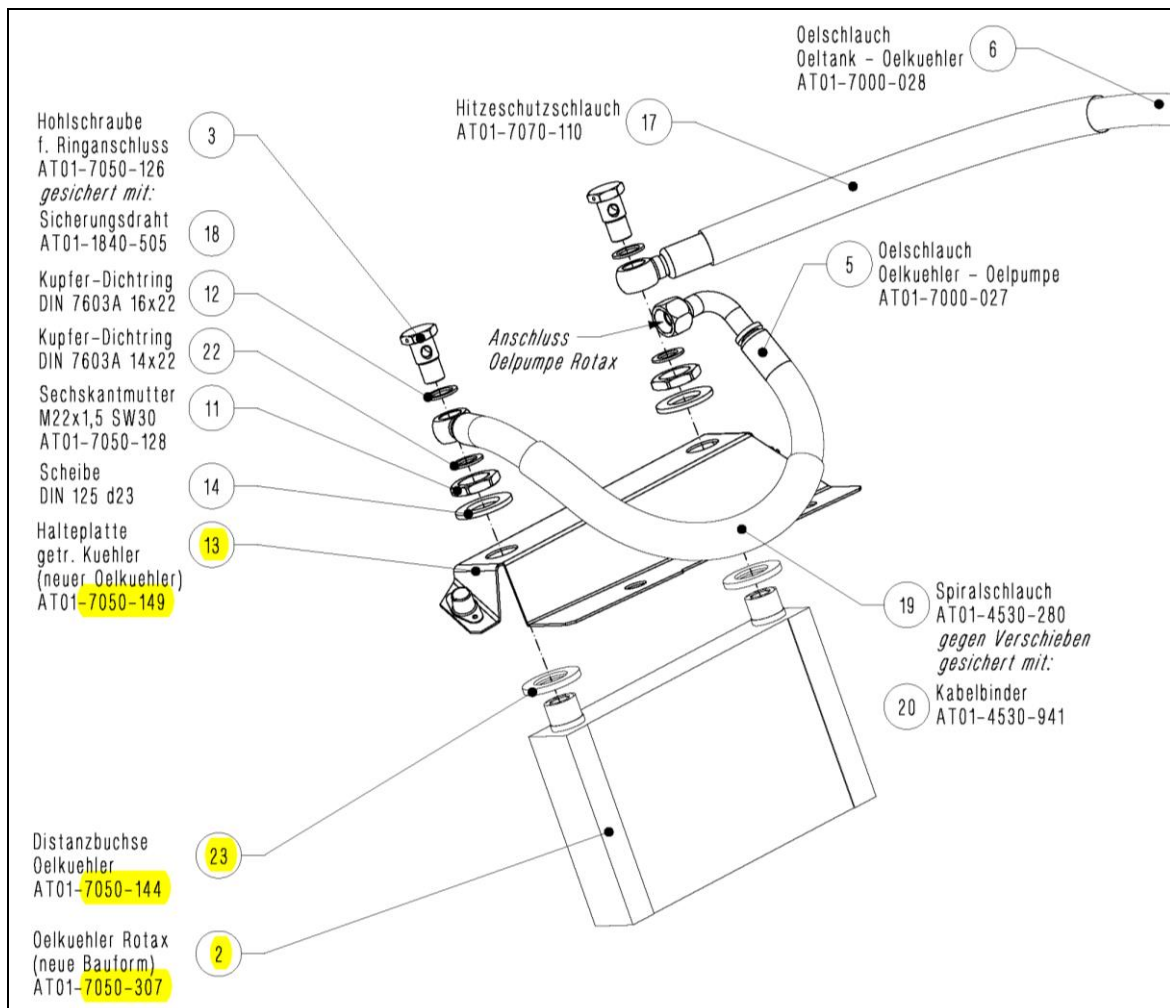 Oelschlauch
Oeltank - Oelkuehler
AT01-7000-028
6
Hitzeschutzschlauch
AT01-7070-110
17
Hohlschraube
f. Ringanschluss
AT01-7050-126
gesichert mit:
3
Sicherungsdraht
AT01-1840-505
18
Kupfer-Dichtring
DIN 7603A 16x22
12
Kupfer-Dichtring
DIN 7603A 14x22
22
Sechskantmutter
M22x1,5 SW30
AT01-7050-128
11
Scheibe
DIN 125 d23
14
Halteplatte
getr. Kuehler
(neuer Oelkuehler)
AT01-7050-149
13
5
Oelschlauch
Oelkuehler - Oelpumpe
AT01-7000-027
Anschluss
Oelpumpe Rotax
19
Spiralschlauch
AT01-4530-280
gegen Verschieben
gesichert mit:
20
Kabelbinder
AT01-4530-941
Distanzbuchse
Oelkuehler
AT01-7050-144
23
Oelkuehler Rotax
(neue Bauform)
AT01-7050-307
2